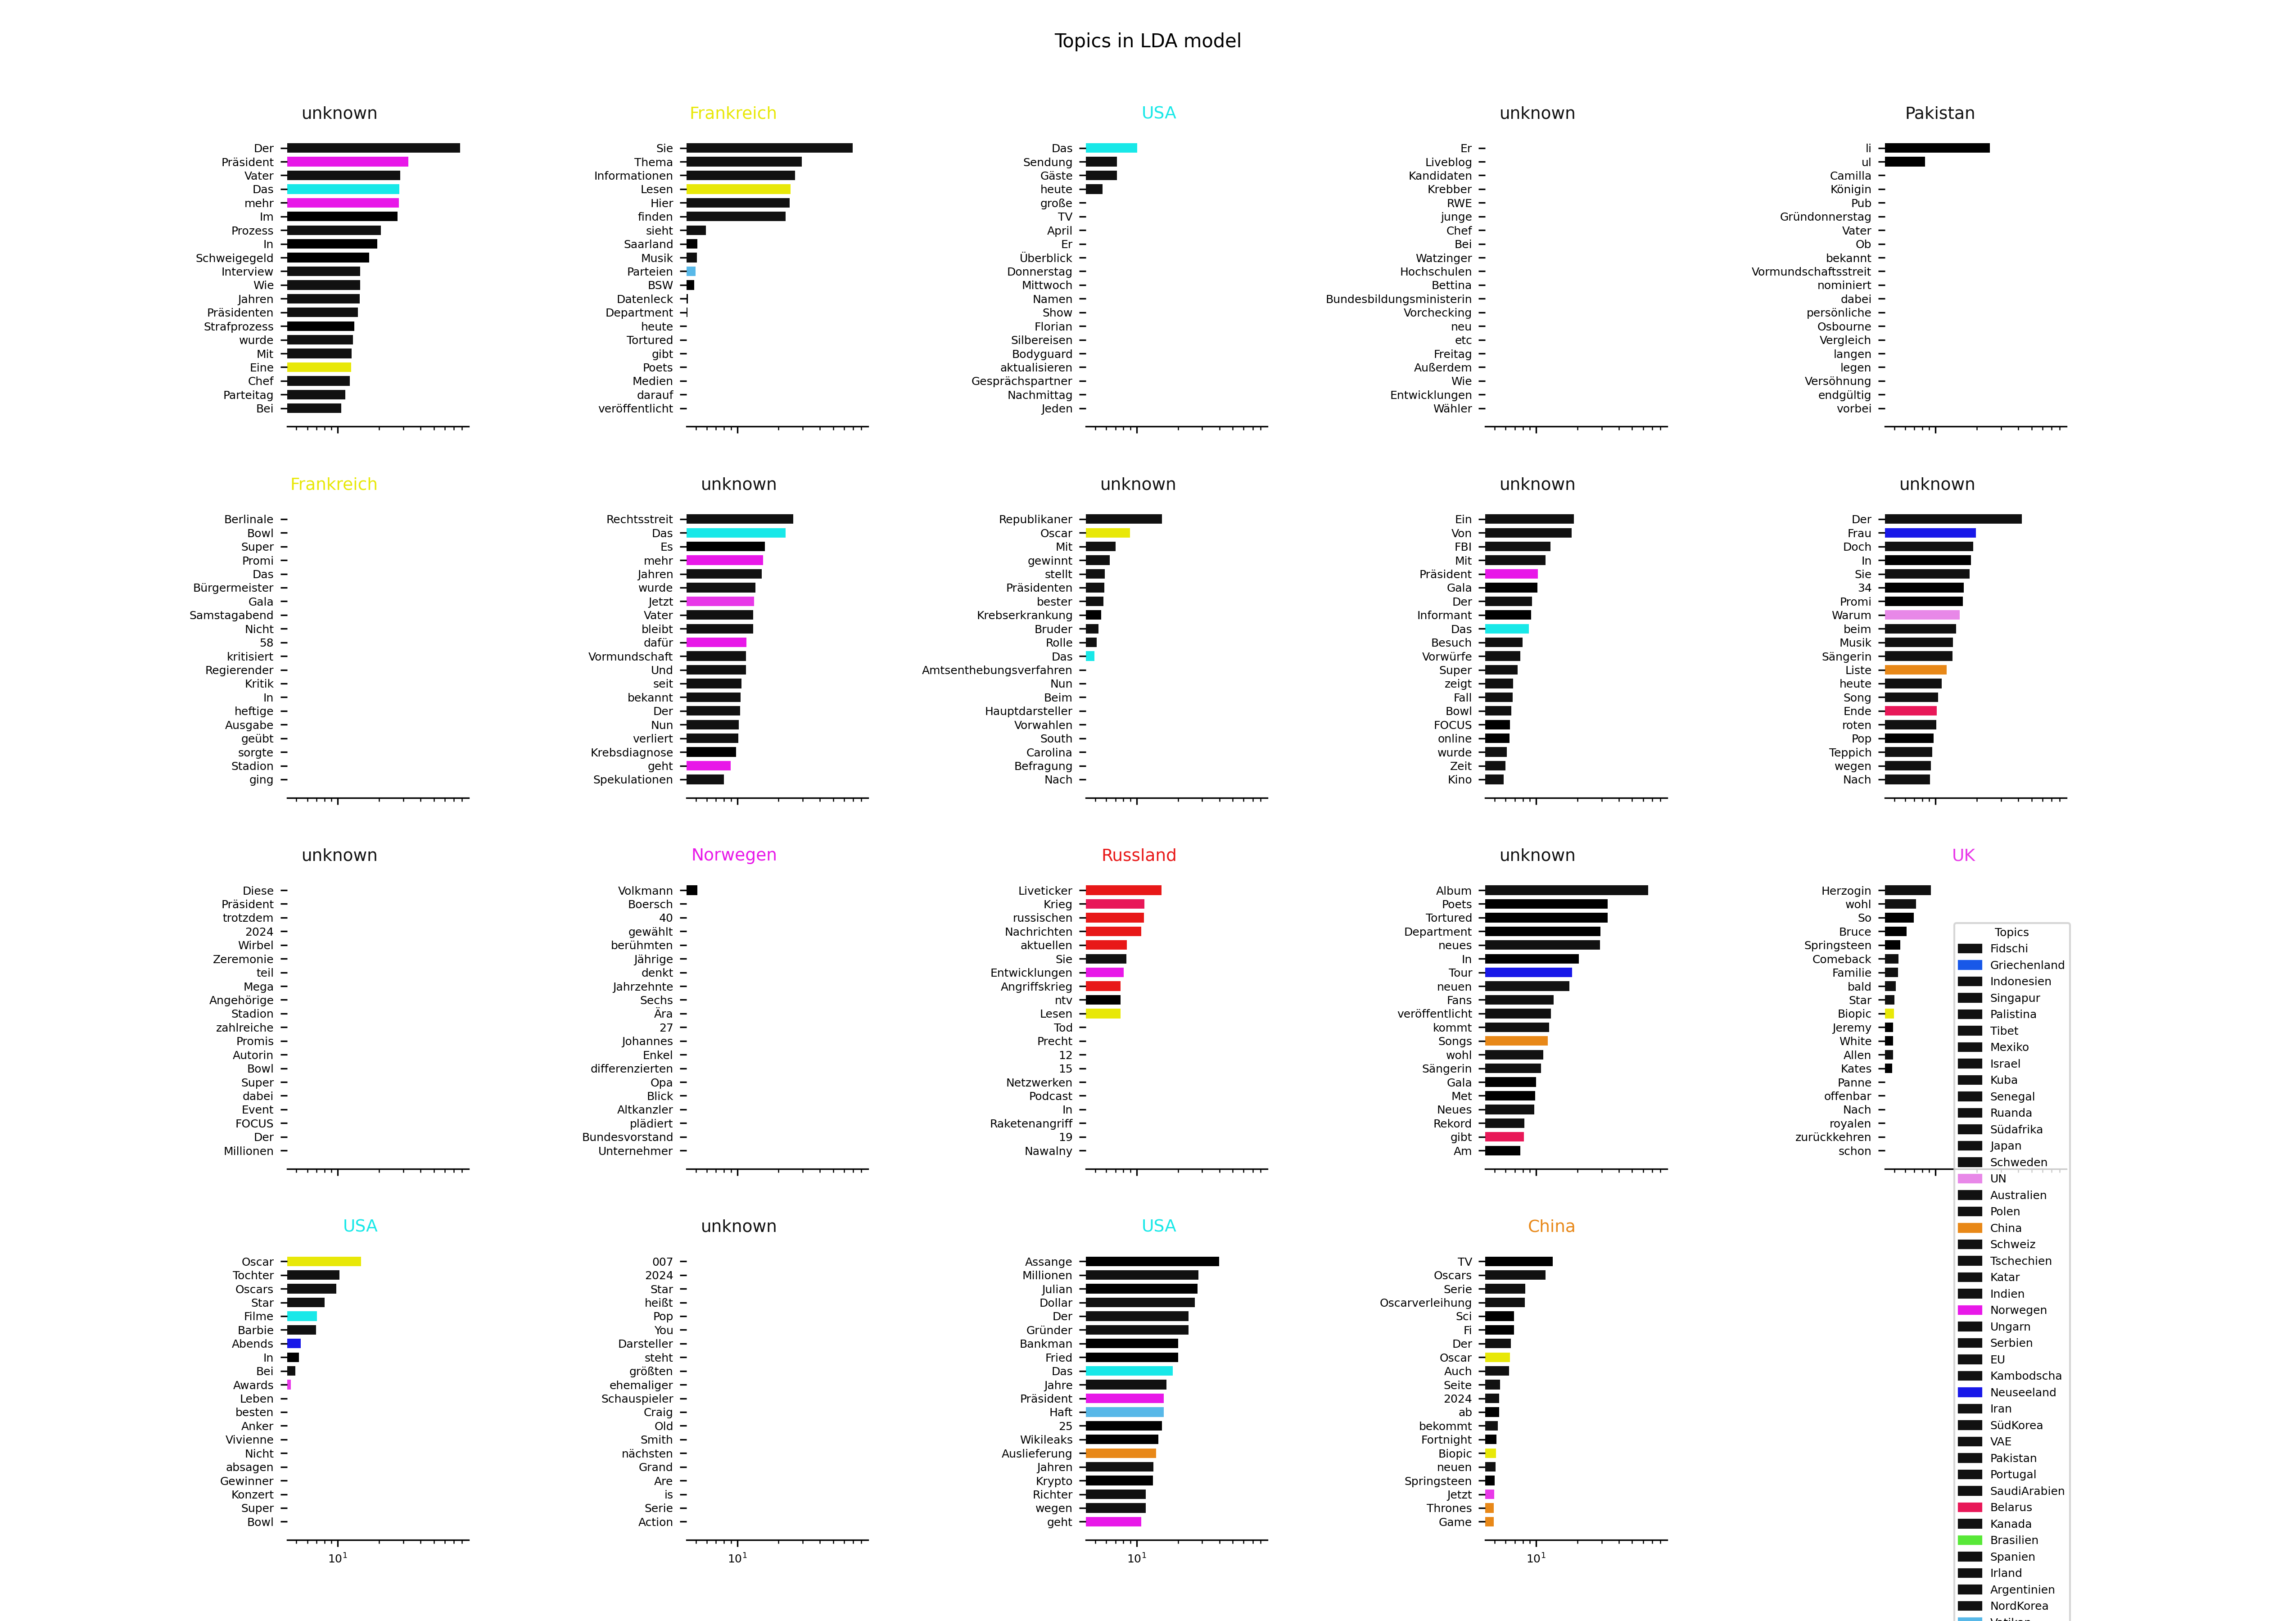 Topics in LDA model
unknown
Der
Präsident
Vater
Das
mehr
Im
Prozess
In
Schweigegeld
Interview
Wie
Jahren
Präsidenten
Strafprozess
wurde
Mit
Eine
Chef
Parteitag
Bei
Frankreich
Sie
Thema
Informationen
Lesen
Hier
finden
sieht
Saarland
Musik
Parteien
BSW
Datenleck
Department
heute
Tortured
gibt
Poets
Medien
darauf
veröffentlicht
USA
Das
Sendung
Gäste
heute
große
TV
April
Er
Überblick
Donnerstag
Mittwoch
Namen
Show
Florian
Silbereisen
Bodyguard
aktualisieren
Gesprächspartner
Nachmittag
Jeden
unknown
Er
Liveblog
Kandidaten
Krebber
RWE
junge
Chef
Bei
Watzinger
Hochschulen
Bettina
Bundesbildungsministerin
Vorchecking
neu
etc
Freitag
Außerdem
Wie
Entwicklungen
Wähler
Pakistan
li
ul
Camilla
Königin
Pub
Gründonnerstag
Vater
Ob
bekannt
Vormundschaftsstreit
nominiert
dabei
persönliche
Osbourne
Vergleich
langen
legen
Versöhnung
endgültig
vorbei
Frankreich
Berlinale
Bowl
Super
Promi
Das
Bürgermeister
Gala
Samstagabend
Nicht
58
kritisiert
Regierender
Kritik
In
heftige
Ausgabe
geübt
sorgte
Stadion
ging
unknown
Rechtsstreit
Das
Es
mehr
Jahren
wurde
Jetzt
Vater
bleibt
dafür
Vormundschaft
Und
seit
bekannt
Der
Nun
verliert
Krebsdiagnose
geht
Spekulationen
unknown
Republikaner
Oscar
Mit
gewinnt
stellt
Präsidenten
bester
Krebserkrankung
Bruder
Rolle
Das
Amtsenthebungsverfahren
Nun
Beim
Hauptdarsteller
Vorwahlen
South
Carolina
Befragung
Nach
unknown
Ein
Von
FBI
Mit
Präsident
Gala
Der
Informant
Das
Besuch
Vorwürfe
Super
zeigt
Fall
Bowl
FOCUS
online
wurde
Zeit
Kino
unknown
Der
Frau
Doch
In
Sie
34
Promi
Warum
beim
Musik
Sängerin
Liste
heute
Song
Ende
roten
Pop
Teppich
wegen
Nach
unknown
Diese
Präsident
trotzdem
2024
Wirbel
Zeremonie
teil
Mega
Angehörige
Stadion
zahlreiche
Promis
Autorin
Bowl
Super
dabei
Event
FOCUS
Der
Millionen
Norwegen
Volkmann
Boersch
40
gewählt
berühmten
Jährige
denkt
Jahrzehnte
Sechs
Ära
27
Johannes
Enkel
differenzierten
Opa
Blick
Altkanzler
plädiert
Bundesvorstand
Unternehmer
Russland
Liveticker
Krieg
russischen
Nachrichten
aktuellen
Sie
Entwicklungen
Angriffskrieg
ntv
Lesen
Tod
Precht
12
15
Netzwerken
Podcast
In
Raketenangriff
19
Nawalny
unknown
Album
Poets
Tortured
Department
neues
In
Tour
neuen
Fans
veröffentlicht
kommt
Songs
wohl
Sängerin
Gala
Met
Neues
Rekord
gibt
Am
UK
Herzogin
wohl
So
Bruce
Springsteen
Comeback
Familie
bald
Star
Biopic
Jeremy
White
Allen
Kates
Panne
offenbar
Nach
royalen
zurückkehren
schon
USA
Oscar
Tochter
Oscars
Star
Filme
Barbie
Abends
In
Bei
Awards
Leben
besten
Anker
Vivienne
Nicht
absagen
Gewinner
Konzert
Super
Bowl
10¹
unknown
007
2024
Star
heißt
Pop
You
Darsteller
steht
größten
ehemaliger
Schauspieler
Craig
Old
Smith
nächsten
Grand
Are
is
Serie
Action
10¹
USA
Assange
Millionen
Julian
Dollar
Der
Gründer
Bankman
Fried
Das
Jahre
Präsident
Haft
25
Wikileaks
Auslieferung
Jahren
Krypto
Richter
wegen
geht
10¹
China
TV
Oscars
Serie
Oscarverleihung
Sci
Fi
Der
Oscar
Auch
Seite
2024
ab
bekommt
Fortnight
Biopic
neuen
Springsteen
Jetzt
Thrones
Game
10¹
Topics
Fidschi
Griechenland
Indonesien
Singapur
Palistina
Tibet
Mexiko
Israel
Kuba
Senegal
Ruanda
Südafrika
Japan
Schweden
UN
Australien
Polen
China
Schweiz
Tschechien
Katar
Indien
Norwegen
Ungarn
Serbien
EU
Kambodscha
Neuseeland
Iran
SüdKorea
VAE
Pakistan
Portugal
SaudiArabien
Belarus
Kanada
Brasilien
Spanien
Irland
Argentinien
NordKorea